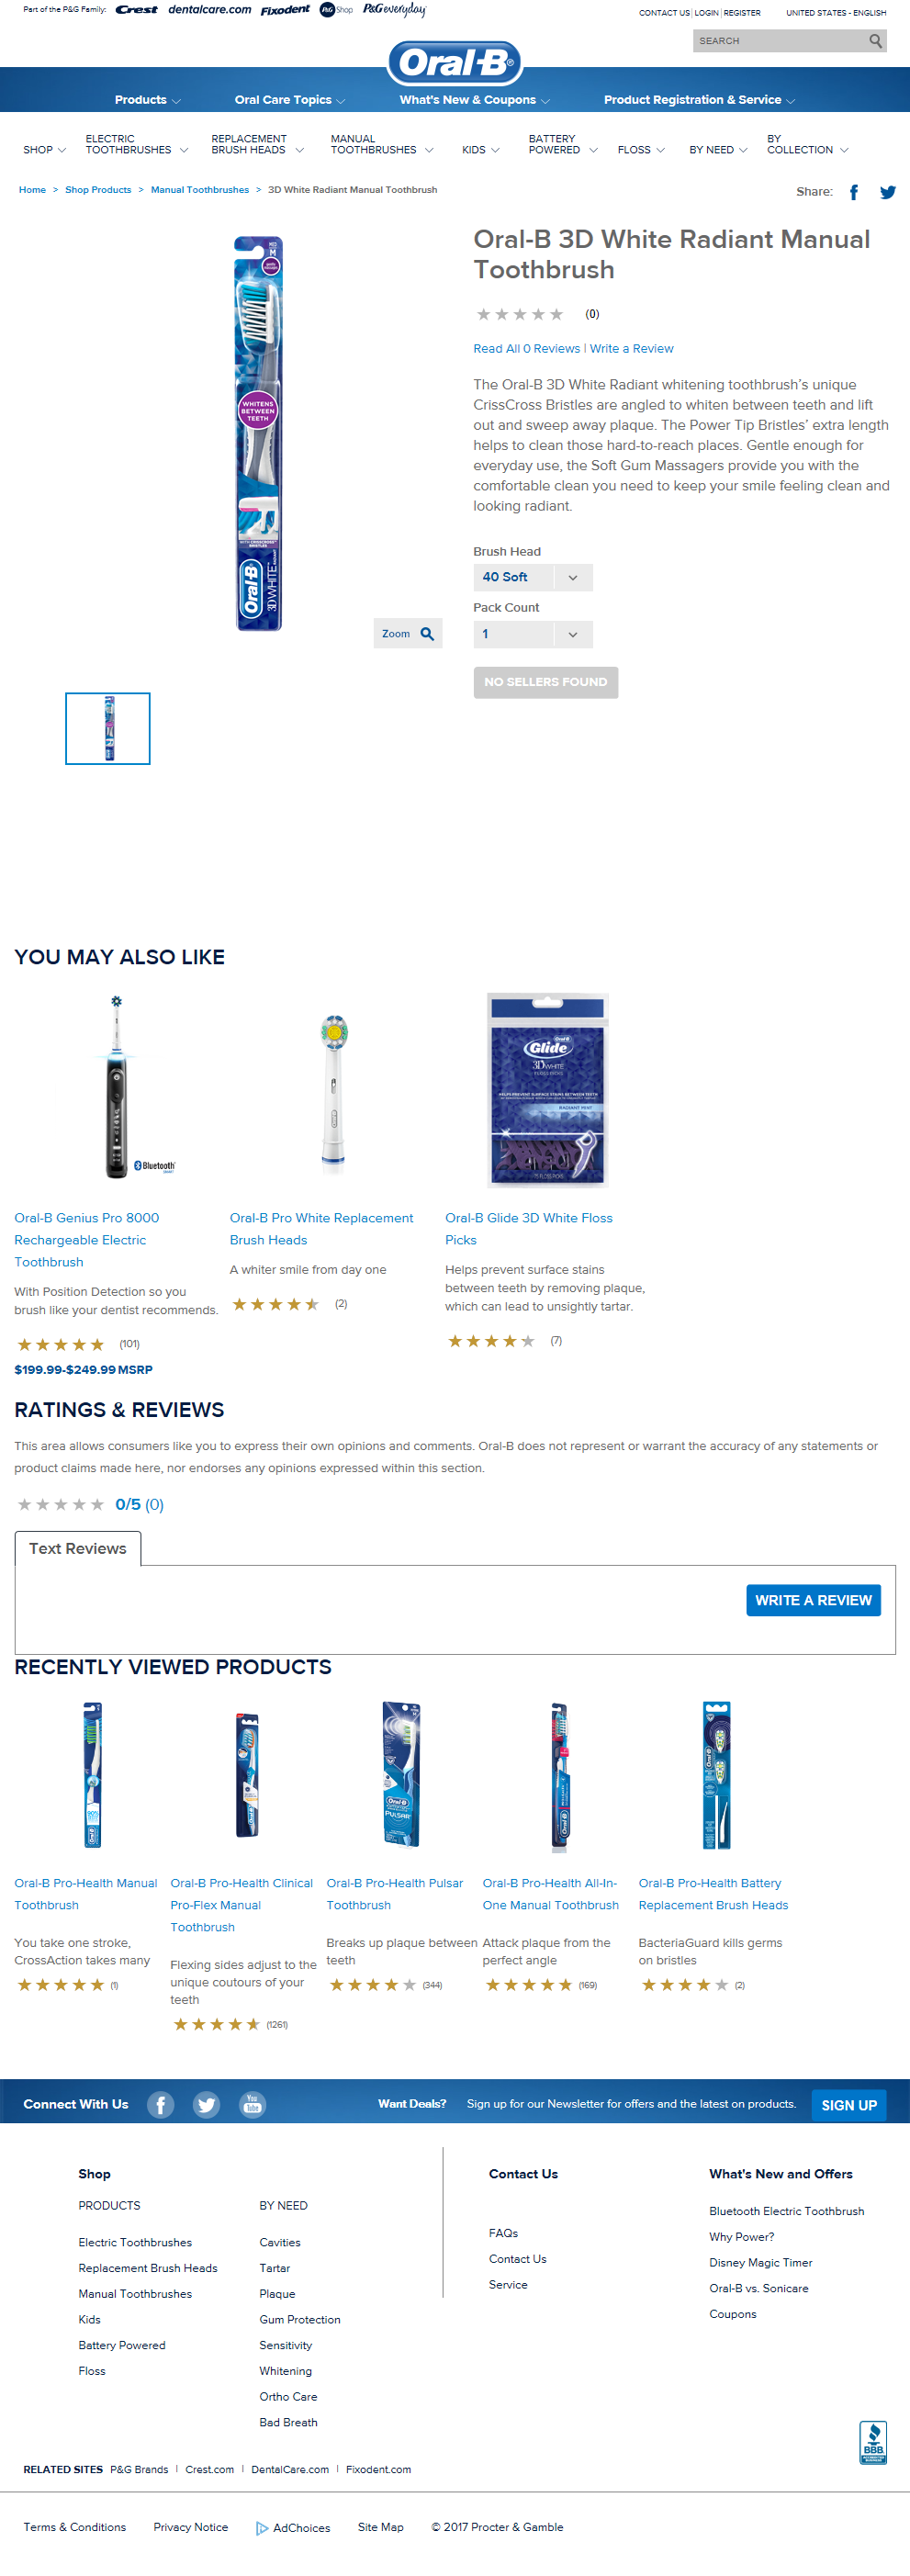 Part of the P&G Family: Crest dentalcare.com Fixodent P&G Shop P&G everyday
CONTACT US | LOGIN | REGISTER UNITED STATES - ENGLISH
SEARCH
Oral-B®
Products Oral Care Topics What's New & Coupons Product Registration & Service
SHOP
ELECTRIC
TOOTHBRUSHES
REPLACEMENT
BRUSH HEADS
MANUAL
TOOTHBRUSHES
KIDS
BATTERY
POWERED
FLOSS
BY NEED
BY
COLLECTION
Home > Shop Products > Manual Toothbrushes > 3D White Radiant Manual Toothbrush
Share:
M
WHITENS
BETWEEN
TEETH
Oral-B
3D WHITE
Zoom
Oral-B 3D White Radiant Manual
Toothbrush
(0)
Read All 0 Reviews | Write a Review
The Oral-B 3D White Radiant whitening toothbrush's unique
CrissCross Bristles are angled to whiten between teeth and lift
out and sweep away plaque. The Power Tip Bristles' extra length
helps to clean those hard-to-reach places. Gentle enough for
everyday use, the Soft Gum Massagers provide you with the
comfortable clean you need to keep your smile feeling clean and
looking radiant.
Brush Head
40 Soft
Pack Count
1
NO SELLERS FOUND
YOU MAY ALSO LIKE
Bluetooth
Oral-B
Glide
3D WHITE
RADIANT MINT
Oral-B Genius Pro 8000
Rechargeable Electric
Toothbrush
With Position Detection so you
brush like your dentist recommends.
(101)
$199.99-$249.99 MSRP
Oral-B Pro White Replacement
Brush Heads
A whiter smile from day one
(2)
Oral-B Glide 3D White Floss
Picks
Helps prevent surface stains
between teeth by removing plaque,
which can lead to unsightly tartar.
(7)
RATINGS & REVIEWS
This area allows consumers like you to express their own opinions and comments. Oral-B does not represent or warrant the accuracy of any statements or
product claims made here, nor endorses any opinions expressed within this section.
0/5 (0)
Text Reviews
WRITE A REVIEW
RECENTLY VIEWED PRODUCTS
Oral-B
PULSAR
Oral-B Pro-Health Manual
Toothbrush
You take one stroke,
CrossAction takes many
(1)
Oral-B Pro-Health Clinical
Pro-Flex Manual
Toothbrush
Flexing sides adjust to the
unique coutours of your
teeth
(1261)
Oral-B Pro-Health Pulsar
Toothbrush
Breaks up plaque between
teeth
(344)
Oral-B Pro-Health All-In-
One Manual Toothbrush
Attack plaque from the
perfect angle
(169)
Oral-B Pro-Health Battery
Replacement Brush Heads
BacteriaGuard kills germs
on bristles
(2)
Connect With Us
You Tube
Want Deals? Sign up for our Newsletter for offers and the latest on products. SIGN UP
Shop
PRODUCTS
Electric Toothbrushes
Replacement Brush Heads
Manual Toothbrushes
Kids
Battery Powered
Floss
BY NEED
Cavities
Tartar
Plaque
Gum Protection
Sensitivity
Whitening
Ortho Care
Bad Breath
Contact Us
FAQs
Contact Us
Service
What's New and Offers
Bluetooth Electric Toothbrush
Why Power?
Disney Magic Timer
Oral-B vs. Sonicare
Coupons
BBB
RELATED SITES P&G Brands | Crest.com | DentalCare.com | Fixodent.com
Terms & Conditions Privacy Notice AdChoices Site Map © 2017 Procter & Gamble